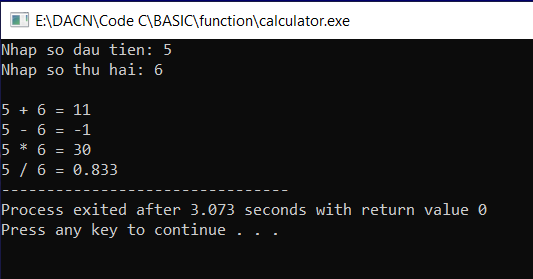 E:\DACN\Code C\BASIC\function\calculator.exe
Nhap so dau tien: 5
Nhap so thu hai: 6
5 + 6 = 11
5 - 6 = -1
5 * 6 = 30
5 / 6 = 0.833
--------------------------------
Process exited after 3.073 seconds with return value 0
Press any key to continue . . .